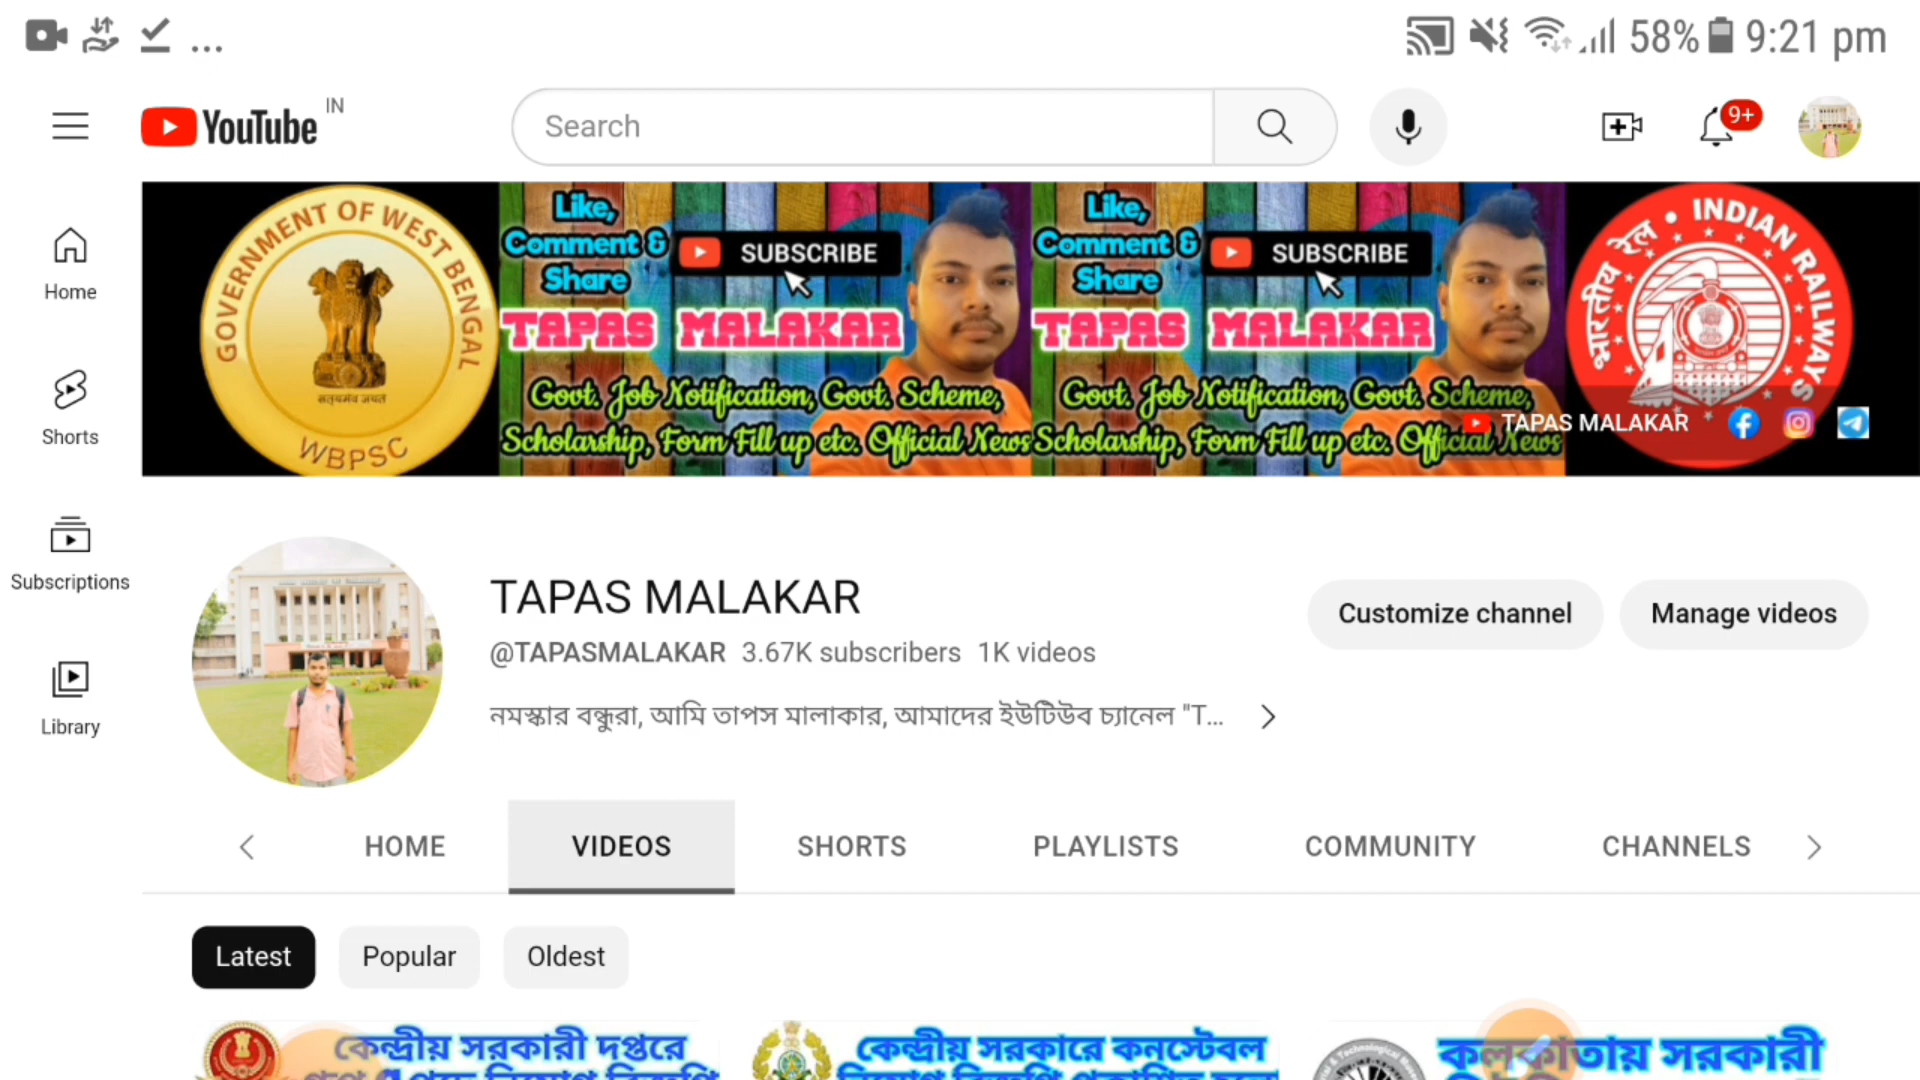 ... 58% 9:21 pm
YouTube IN
Search
9+
Home
Shorts
Subscriptions
Library
GOVERNMENT OF WEST BENGAL
सत्यमेव जयते
WBPSC
Like,
Comment &
Share
SUBSCRIBE
TAPAS MALAKAR
Govt. Job Notification, Govt. Scheme,
Scholarship, Form Fill up etc. Official News
Like,
Comment &
Share
SUBSCRIBE
TAPAS MALAKAR
Govt. Job Notification, Govt. Scheme,
Scholarship, Form Fill up etc. Official News
भारतीय रेल • INDIAN RAILWAYS
TAPAS MALAKAR
TAPAS MALAKAR
@TAPASMALAKAR 3.67K subscribers 1K videos
নমস্কার বন্ধুরা, আমি তাপস মালাকার, আমাদের ইউটিউব চ্যানেল "T...
Customize channel
Manage videos
HOME VIDEOS SHORTS PLAYLISTS COMMUNITY CHANNELS
Latest Popular Oldest
কেন্দ্রীয় সরকারী দপ্তরে
কেন্দ্রীয় সরকারে কনস্টেবল
কলকাতায় সরকারী